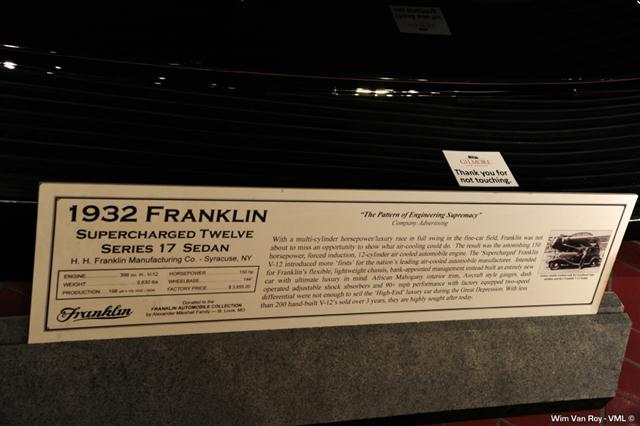 GILMORE
Thank you for
not touching.
1932 FRANKLIN
SUPERCHARGED TWELVE
SERIES 17 SEDAN
H. H. Franklin Manufacturing Co. - Syracuse, NY
ENGINE 398 cu. in. V-12 HORSEPOWER 150 hp
WEIGHT 5,830 lbs WHEELBASE 144"
PRODUCTION FACTORY PRICE $ 3,855.00
Franklin
Donated to the
FRANKLIN AUTOMOBILE COLLECTION
by Alexander Marshall Family — St. Louis, MO
"The Pattern of Engineering Supremacy"
Company Advertising
With a multi-cylinder horsepower/luxury race in full swing in the fine-car field, Franklin was not
about to miss an opportunity to show what air-cooling could do. The result was the astonishing 150
horsepower, forced induction, 12-cylinder air cooled automobile engine. The 'Supercharged' Franklin
V-12 introduced more 'firsts' for the nation's leading air-cooled automobile manufacturer. Intended
for Franklin's flexible, lightweight chassis, bank-appointed management instead built an entirely new
car with ultimate luxury in mind. African Mahogany interior trim, Aircraft style gauges, dash
operated adjustable shock absorbers and 90+ mph performance with factory equipped two-speed
differential were not enough to sell the 'High-End' luxury car during the Great Depression. With less
than 200 hand-built V-12's sold over 3 years, they are highly sought after today.
Wim Van Roy - VML ©